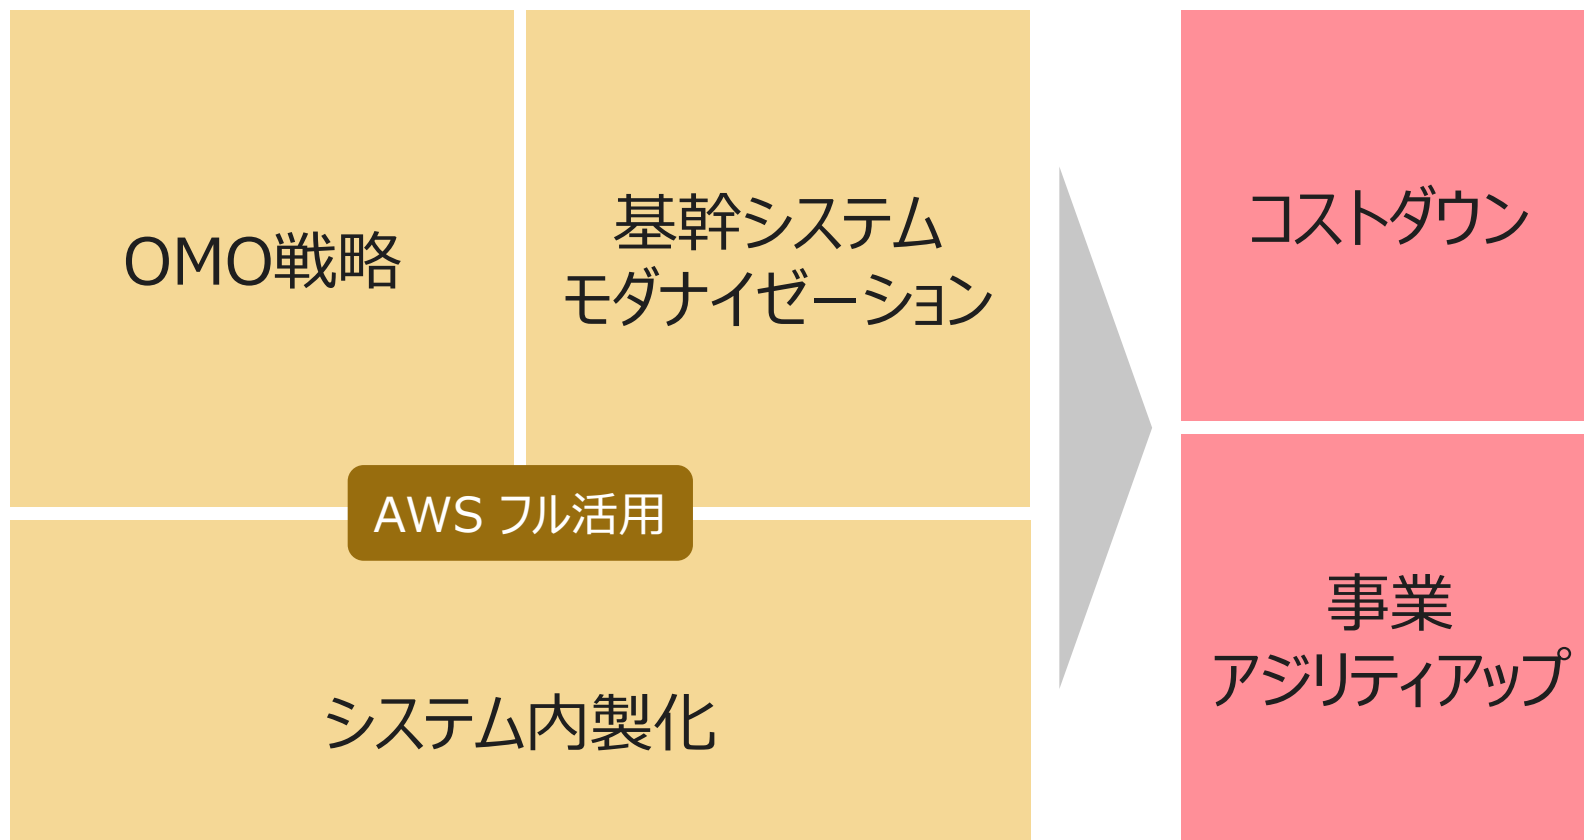 OMO戦略
基幹システム
モダナイゼーション
AWS フル活用
システム内製化
コストダウン
事業
アジリティアップ